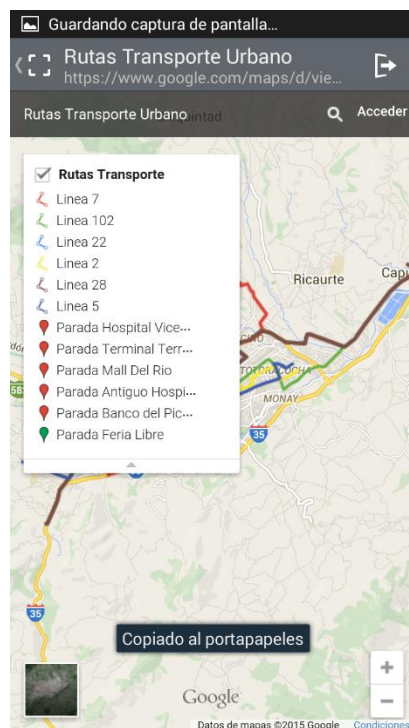 Guardando captura de pantalla...
Rutas Transporte Urbano
https://www.google.com/maps/d/vie...
Rutas Transporte Urbano
Acceder
Rutas Transporte
Linea 7
Linea 102
Linea 22
Linea 2
Linea 28
Linea 5
Parada Hospital Vice...
Parada Terminal Terr...
Parada Mall Del Rio
Parada Antiguo Hospi...
Parada Banco del Pic...
Parada Feria Libre
Ricaurte
MONAY
35
35
Copiado al portapapeles
Google
Datos de mapas ©2015 Google
Condiciones